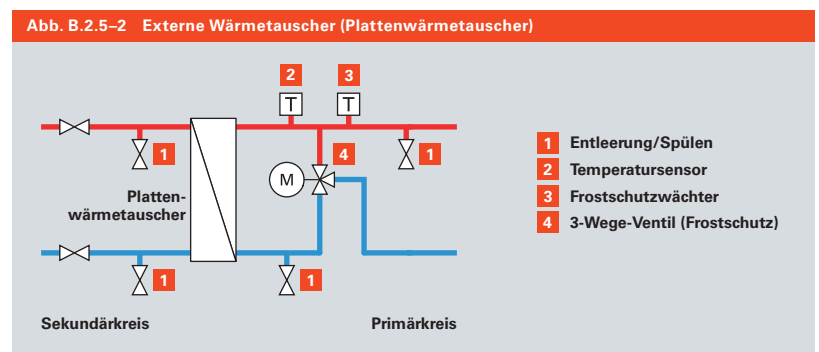 Abb. B.2.5–2 Externe Wärmetauscher (Plattenwärmetauscher)
2
3
T
T
1
4
1
M
Platten-
wärmetauscher
1
1
Sekundärkreis
Primärkreis
1 Entleerung/Spülen
2 Temperatursensor
3 Frostschutzwächter
4 3-Wege-Ventil (Frostschutz)